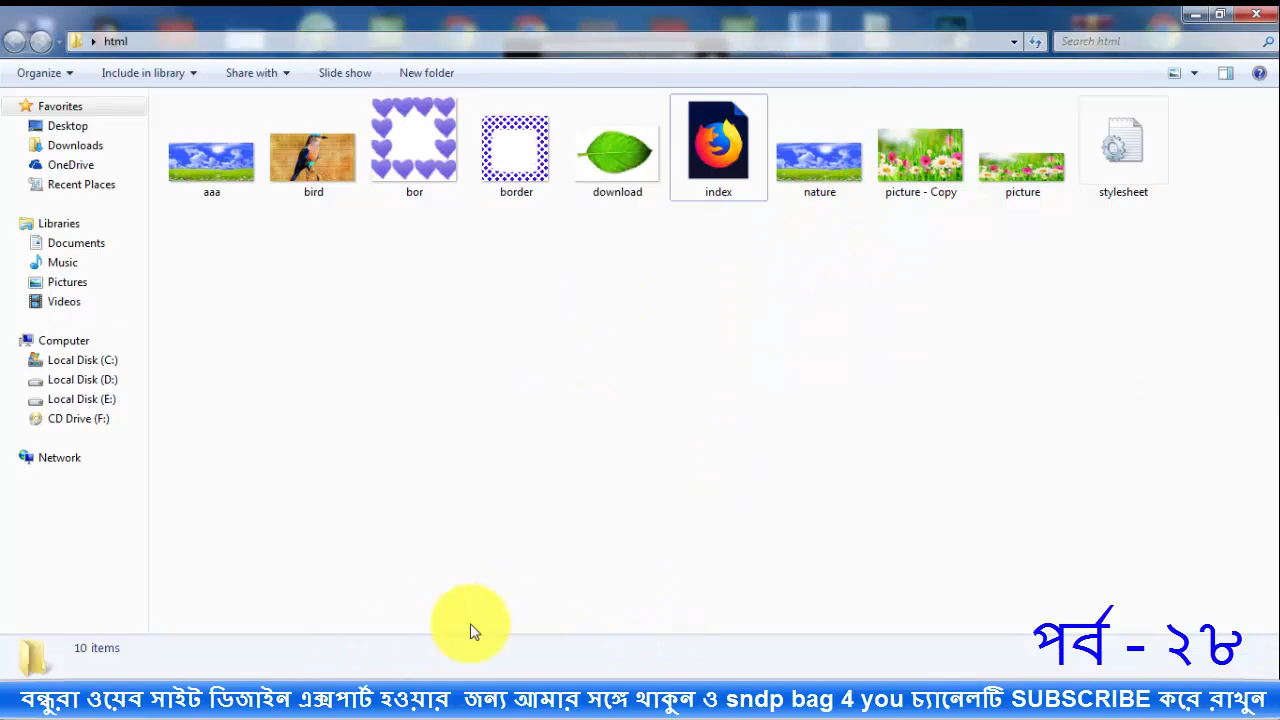 html
Search html
Organize
Include in library
Share with
Slide show
New folder
Favorites
Desktop
Downloads
OneDrive
Recent Places
Libraries
Documents
Music
Pictures
Videos
Computer
Local Disk (C:)
Local Disk (D:)
Local Disk (E:)
CD Drive (F:)
Network
aaa
bird
bor
border
download
index
nature
picture - Copy
picture
stylesheet
10 items
পর্ব - ২৮
বন্ধুরা ওয়েব সাইট ডিজাইন এক্সপার্ট হওয়ার জন্য আমার সঙ্গে থাকুন ও sndp bag 4 you চ্যানেলটি SUBSCRIBE করে রাখুন